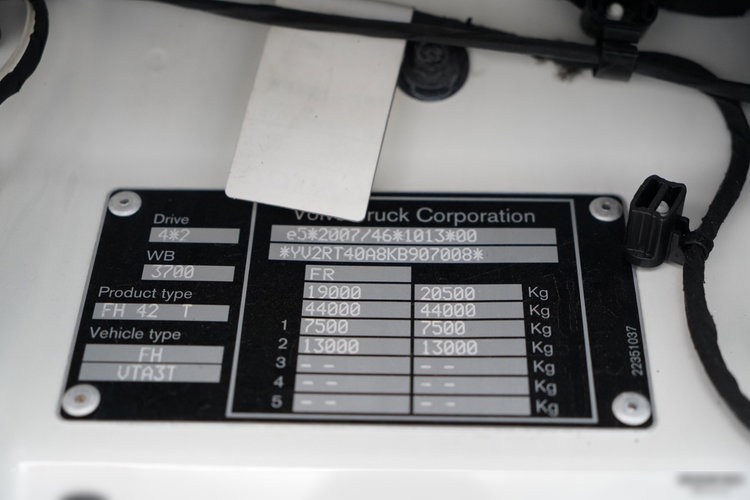 Drive
4*2
WB
3700
Product type
FH 42 T
Vehicle type
FH
VTA3T
Truck Corporation
e5*2007/46*1013*00
*YV2RT40A8KB907008*
FR
19000 20500 Kg
44000 44000 Kg
1 7500 7500 Kg
2 13000 13000 Kg
3 -- -- Kg
4 -- -- Kg
5 -- -- Kg
22351037